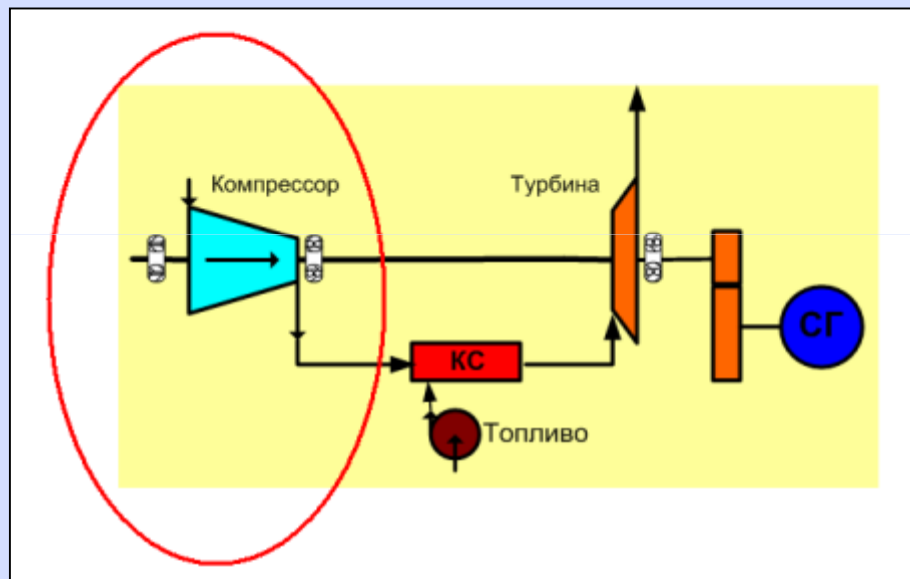 Компрессор
Турбина
СГ
КС
Топливо